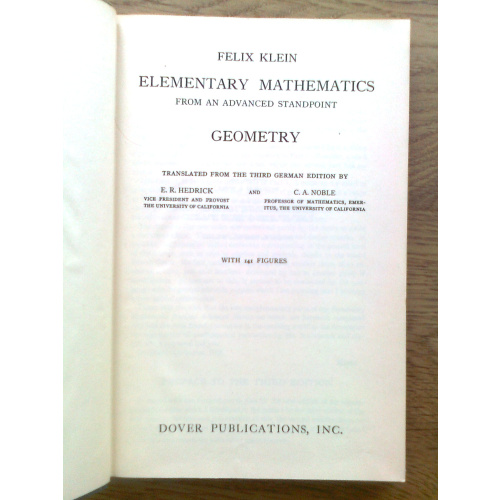 FELIX KLEIN
ELEMENTARY MATHEMATICS
FROM AN ADVANCED STANDPOINT
GEOMETRY
TRANSLATED FROM THE THIRD GERMAN EDITION BY
E. R. HEDRICK AND C. A. NOBLE
VICE PRESIDENT AND PROVOST PROFESSOR OF MATHEMATICS, EMER-
THE UNIVERSITY OF CALIFORNIA ITUS, THE UNIVERSITY OF CALIFORNIA
WITH 141 FIGURES
DOVER PUBLICATIONS, INC.